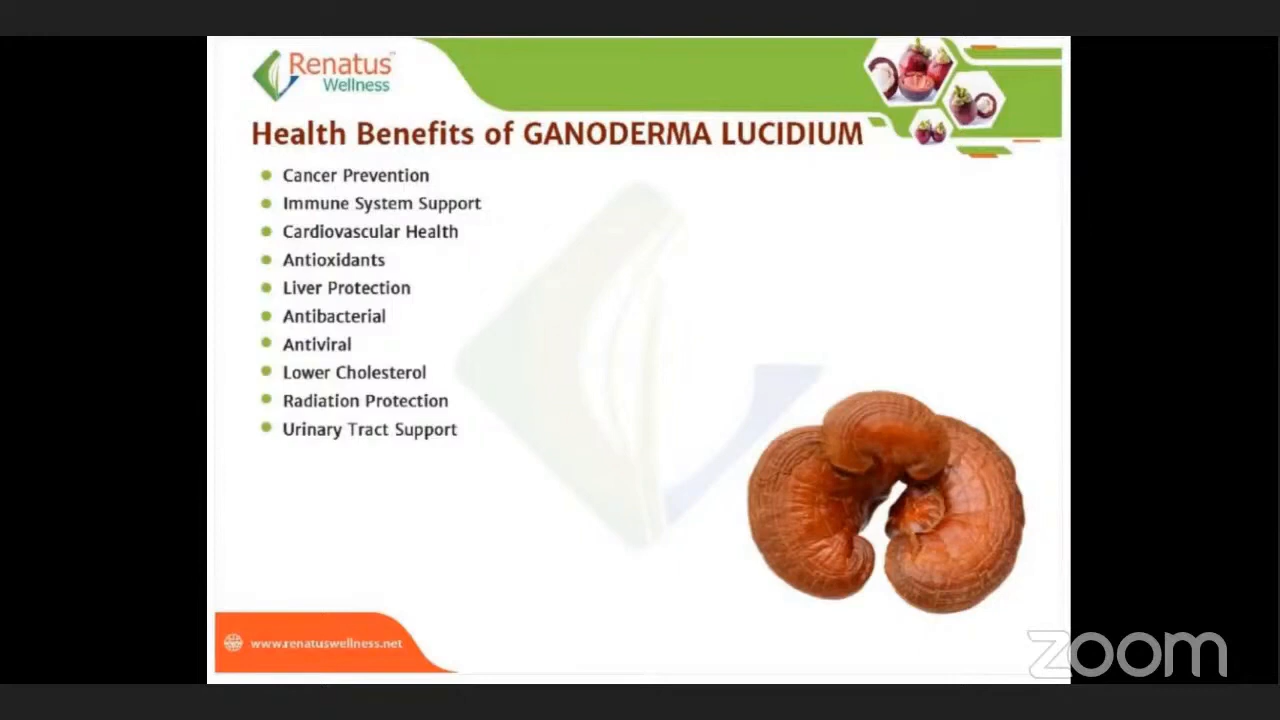 Renatus™
Wellness
Health Benefits of GANODERMA LUCIDIUM
Cancer Prevention
Immune System Support
Cardiovascular Health
Antioxidants
Liver Protection
Antibacterial
Antiviral
Lower Cholesterol
Radiation Protection
Urinary Tract Support
www.renatuswellness.net
zoom